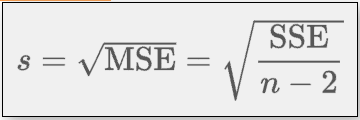 s = √MSE = √(SSE / (n − 2))